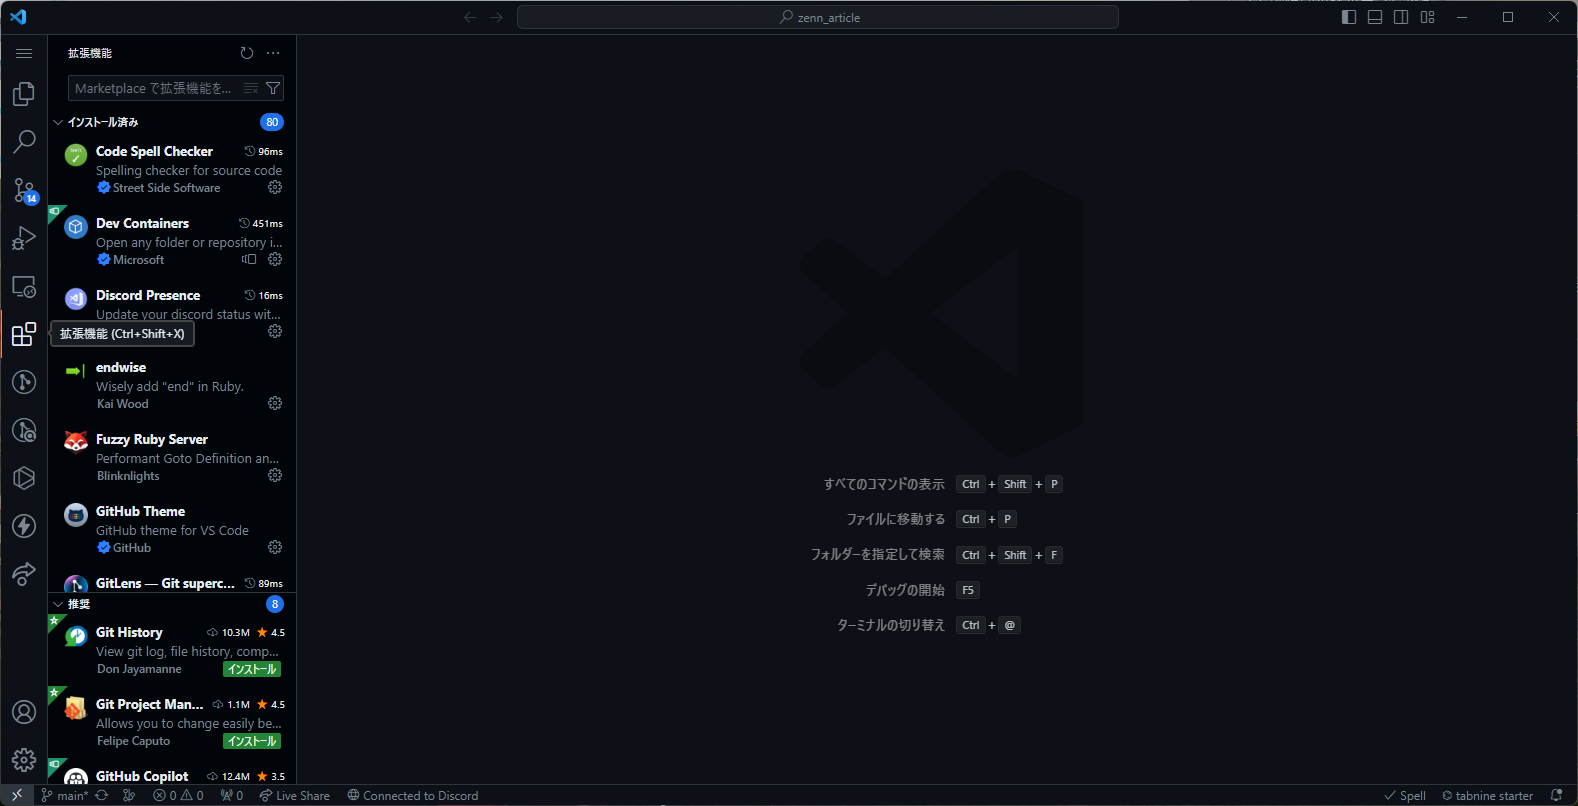 zenn_article
拡張機能
Marketplace で拡張機能を...
インストール済み 80
Code Spell Checker 96ms
Spelling checker for source code
Street Side Software
14
Dev Containers 451ms
Open any folder or repository i...
Microsoft
Discord Presence 16ms
Update your discord status wit...
拡張機能 (Ctrl+Shift+X)
endwise
Wisely add "end" in Ruby.
Kai Wood
Fuzzy Ruby Server
Performant Goto Definition an...
Blinknlights
GitHub Theme
GitHub theme for VS Code
GitHub
GitLens — Git superc... 89ms
推奨 8
Git History 10.3M 4.5
View git log, file history, comp...
Don Jayamanne インストール
Git Project Man... 1.1M 4.5
Allows you to change easily be...
Felipe Caputo インストール
GitHub Copilot 12.4M 3.5
すべてのコマンドの表示 Ctrl + Shift + P
ファイルに移動する Ctrl + P
フォルダーを指定して検索 Ctrl + Shift + F
デバッグの開始 F5
ターミナルの切り替え Ctrl + @
main* 0 0 0 Live Share Connected to Discord Spell tabnine starter